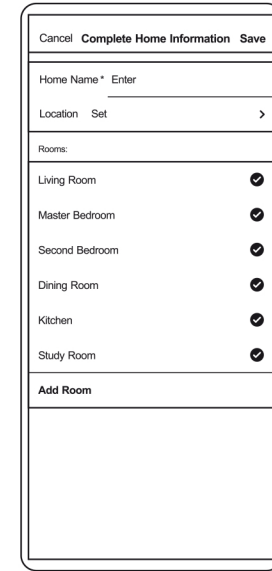 Cancel Complete Home Information Save
Home Name* Enter
Location Set
Rooms:
Living Room
Master Bedroom
Second Bedroom
Dining Room
Kitchen
Study Room
Add Room